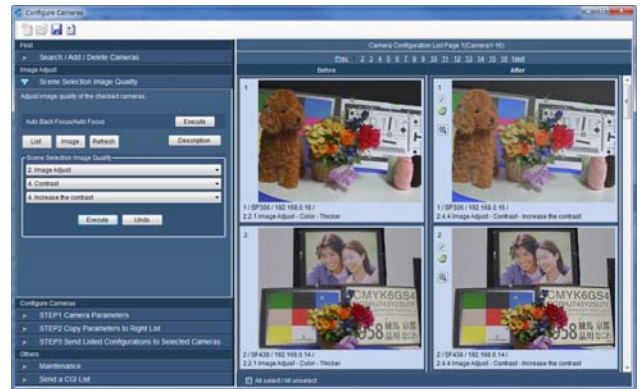 Configure Cameras
First
Search / Add / Delete Cameras
Image Adjust
Scene Selection Image Quality
Adjust image quality of the checked cameras.
Auto Back Focus/Auto Focus
Execute
List
Image
Refresh
Description
Scene Selection Image Quality
2. Image Adjust
4. Contrast
4. Increase the contrast
Execute
Undo
Configure Cameras
STEP1 Camera Parameters
STEP2 Copy Parameters to Right List
STEP3 Send Listed Configurations to Selected Cameras
Others
Maintenance
Send a CGI List
Camera Configuration List Page 1(Camera1-16)
Prev. 1 2 3 4 5 6 7 8 9 10 11 12 13 14 15 16 Next
Before
After
1
1 / SP306 / 192.168.0.16 /
2.2.1 Image Adjust - Color - Thicker
1
1 / SP306 / 192.168.0.16 /
2.4.4 Image Adjust - Contrast - Increase the contrast
2
CMYK6GS4
058
2 / SF438 / 192.168.0.14 /
2.2.1 Image Adjust - Color - Thicker
2
CMYK6GS4
058
2 / SF438 / 192.168.0.14 /
2.4.4 Image Adjust - Contrast - Increase the contrast
All select/All unselect